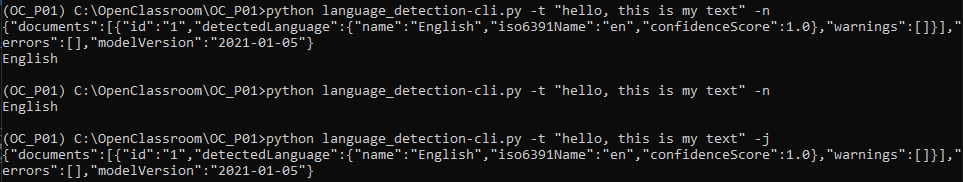 (OC_P01) C:\OpenClassroom\OC_P01>python language_detection-cli.py -t "hello, this is my text" -n
{"documents":[{"id":"1","detectedLanguage":{"name":"English","iso6391Name":"en","confidenceScore":1.0},"warnings":[]}],"
errors":[],"modelVersion":"2021-01-05"}
English
(OC_P01) C:\OpenClassroom\OC_P01>python language_detection-cli.py -t "hello, this is my text" -n
English
(OC_P01) C:\OpenClassroom\OC_P01>python language_detection-cli.py -t "hello, this is my text" -j
{"documents":[{"id":"1","detectedLanguage":{"name":"English","iso6391Name":"en","confidenceScore":1.0},"warnings":[]}],"
errors":[],"modelVersion":"2021-01-05"}